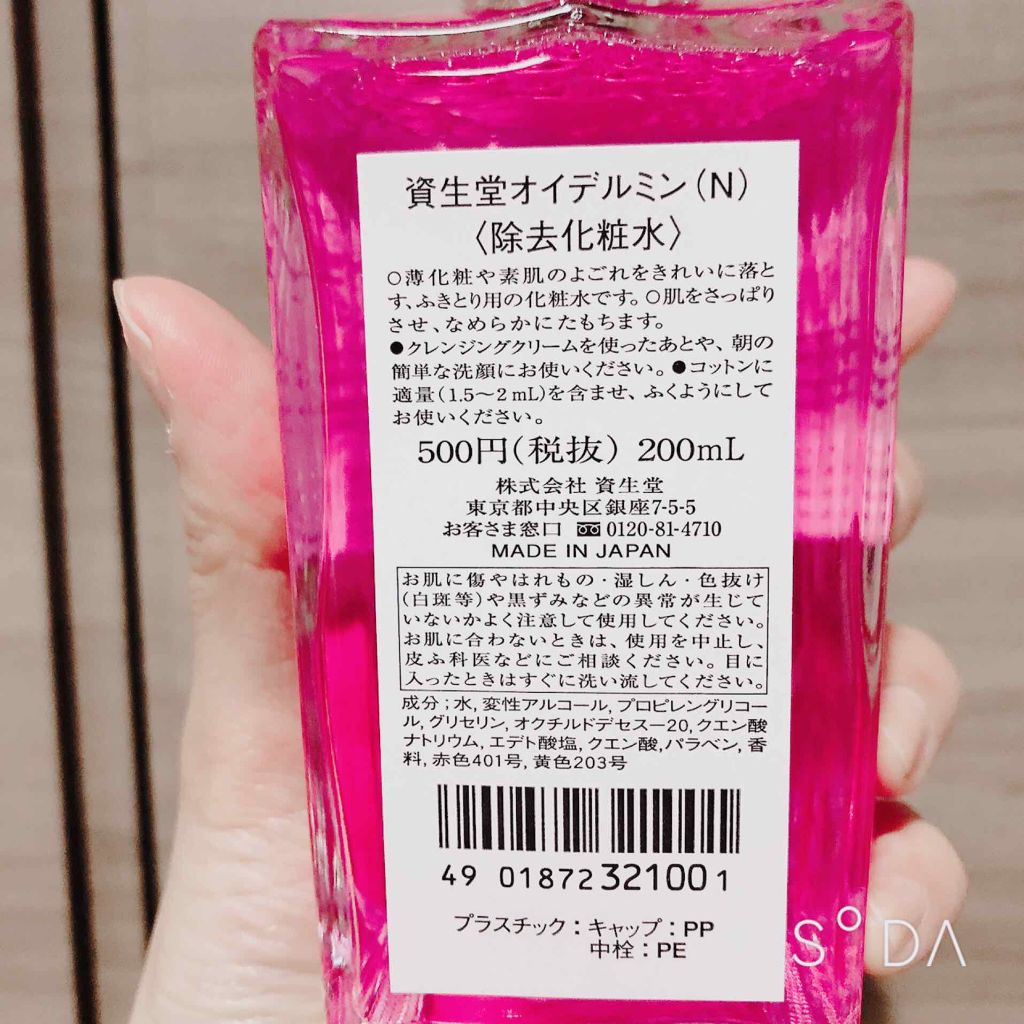 資生堂オイデルミン(N)
〈除去化粧水〉
○薄化粧や素肌のよごれをきれいに落と
す、ふきとり用の化粧水です。○肌をさっぱり
させ、なめらかにたもちます。
●クレンジングクリームを使ったあとや、朝の
簡単な洗顔にお使いください。●コットンに
適量(1.5〜2mL)を含ませ、ふくようにして
お使いください。
500円(税抜) 200mL
株式会社 資生堂
東京都中央区銀座7-5-5
お客さま窓口 0120-81-4710
MADE IN JAPAN
お肌に傷やはれもの・湿しん・色抜け
(白斑等)や黒ずみなどの異常が生じて
いないかよく注意して使用してください。
お肌に合わないときは、使用を中止し、
皮ふ科医などにご相談ください。目に
入ったときはすぐに洗い流してください。
成分;水,変性アルコール,プロピレングリコー
ル,グリセリン,オクチルドデセスー20,クエン酸
ナトリウム,エデト酸塩,クエン酸,パラベン,香
料,赤色401号,黄色203号
49 01872 32100 1
プラスチック:キャップ:PP
中栓:PE
SODA